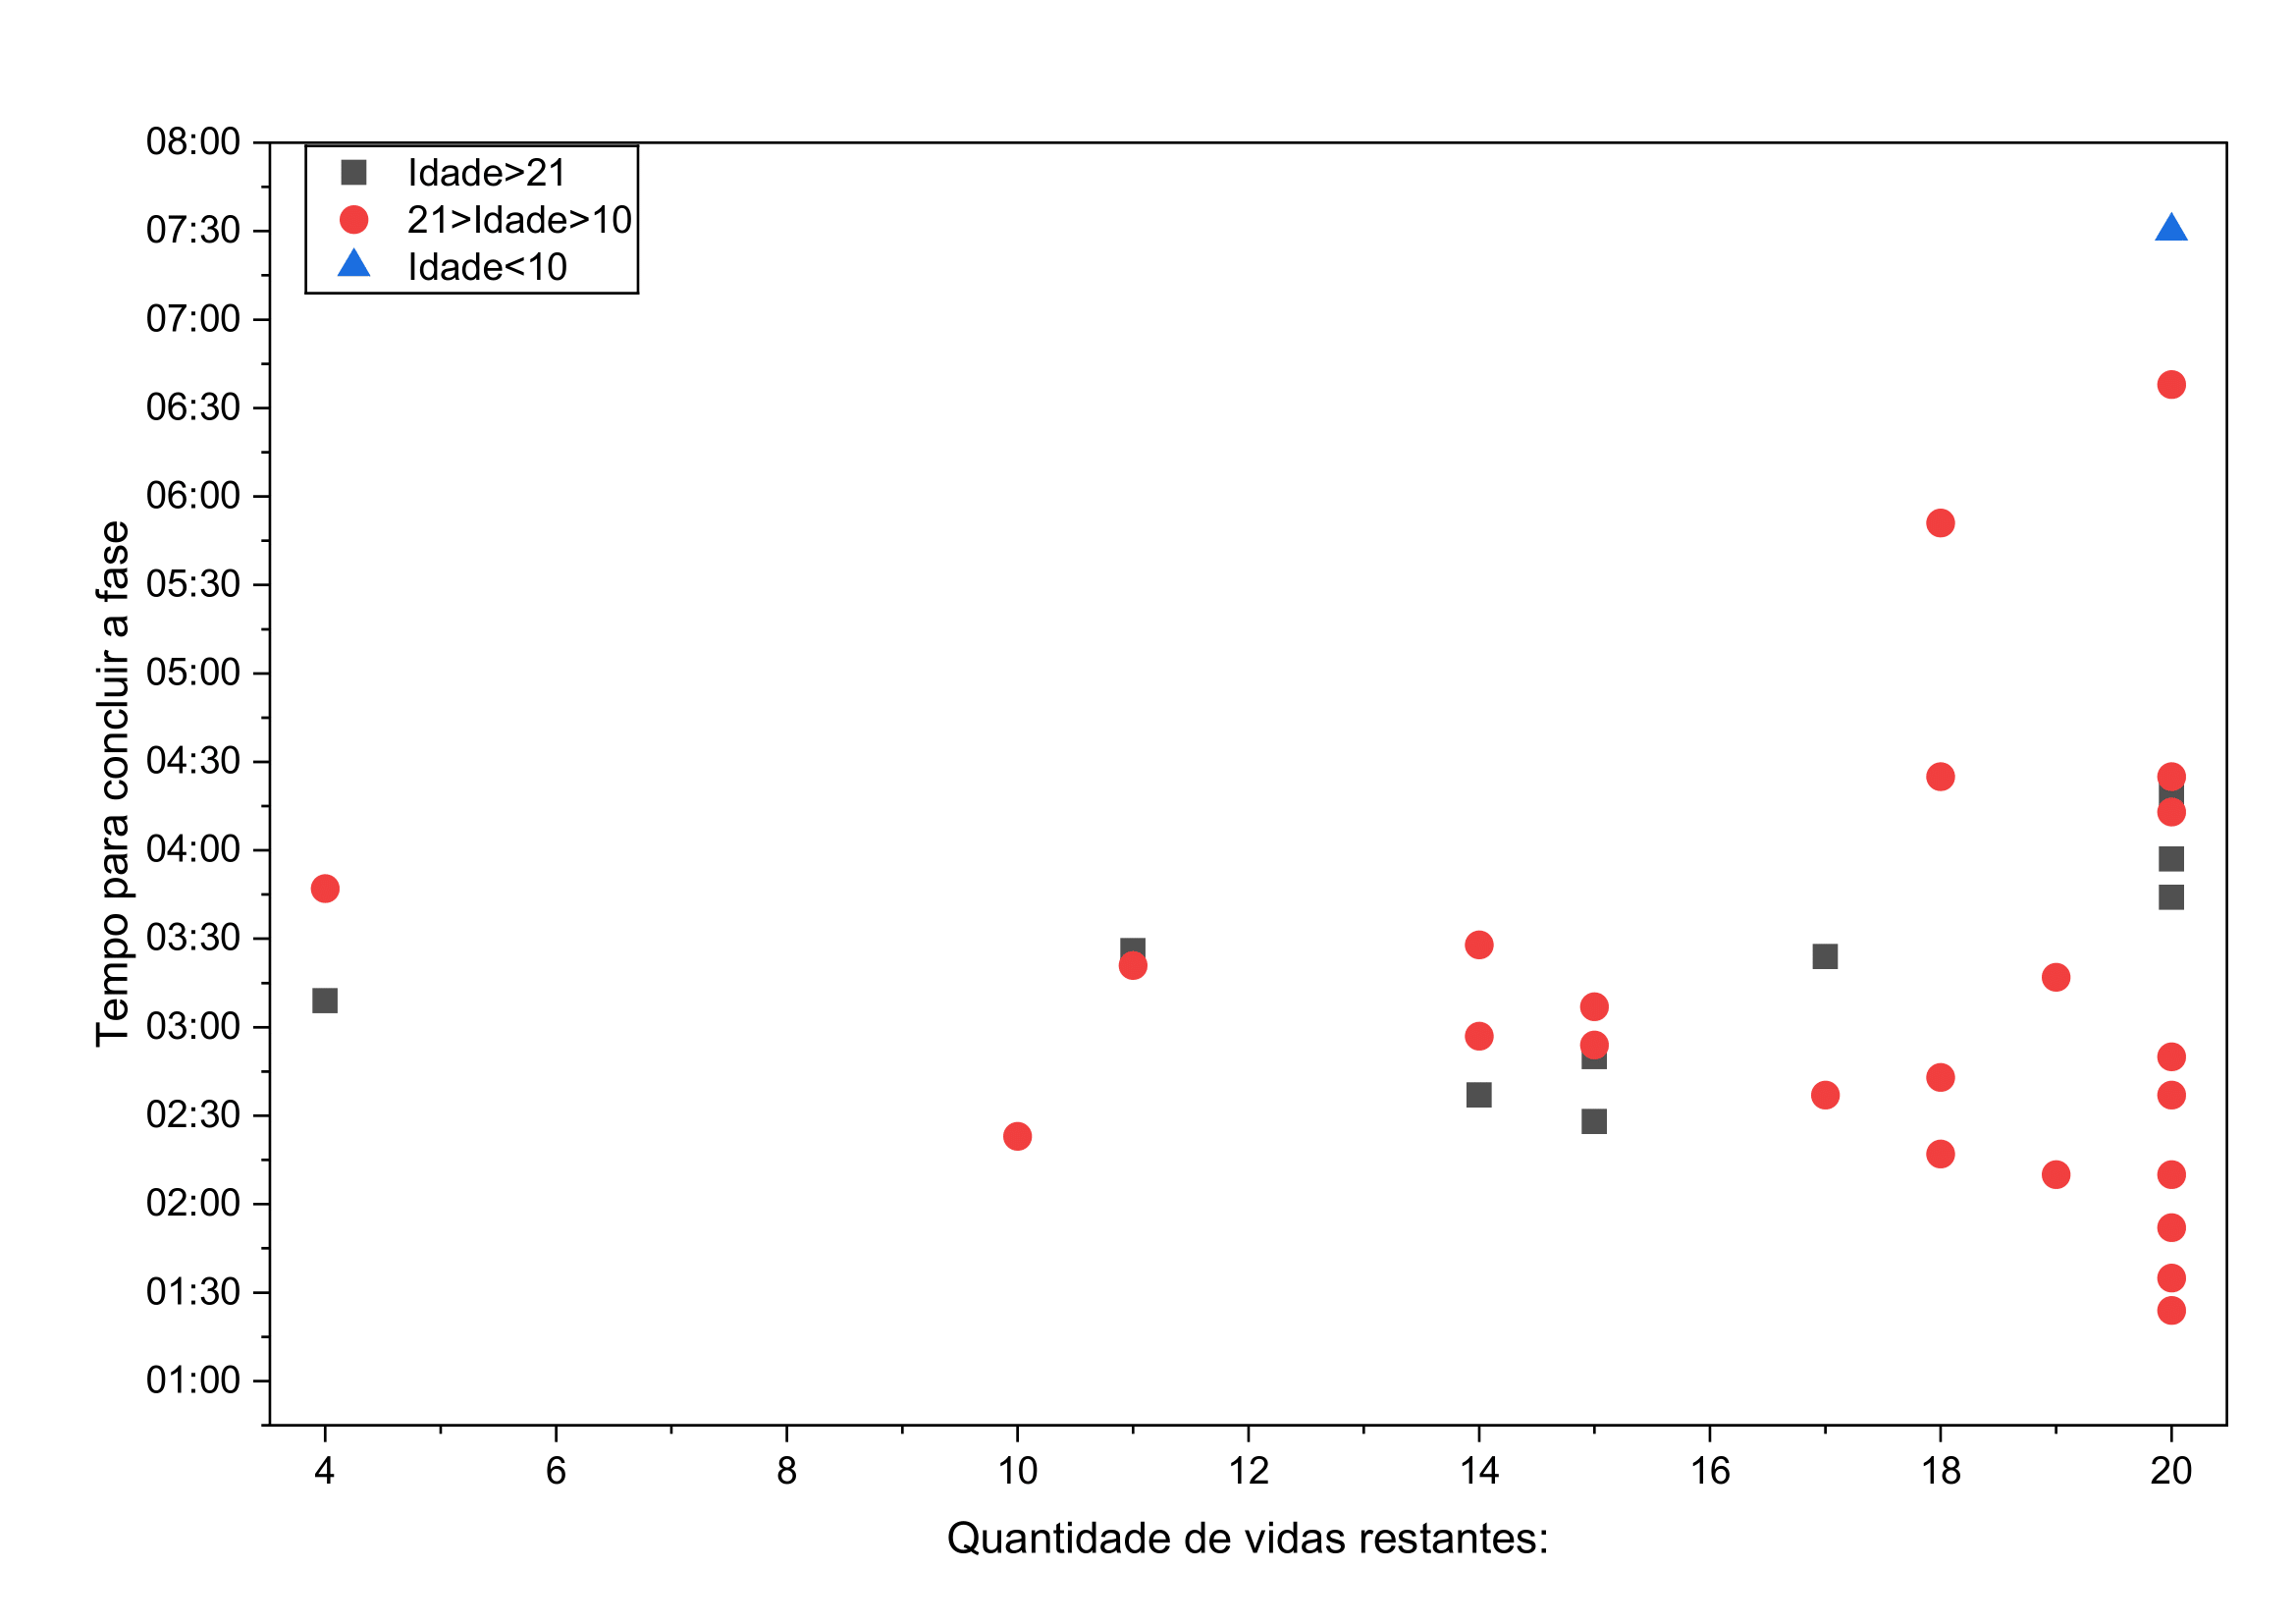 08:00
07:30
07:00
06:30
06:00
05:30
05:00
04:30
04:00
03:30
03:00
02:30
02:00
01:30
01:00
Tempo para concluir a fase
Idade>21
21>Idade>10
Idade<10
4 6 8 10 12 14 16 18 20
Quantidade de vidas restantes: